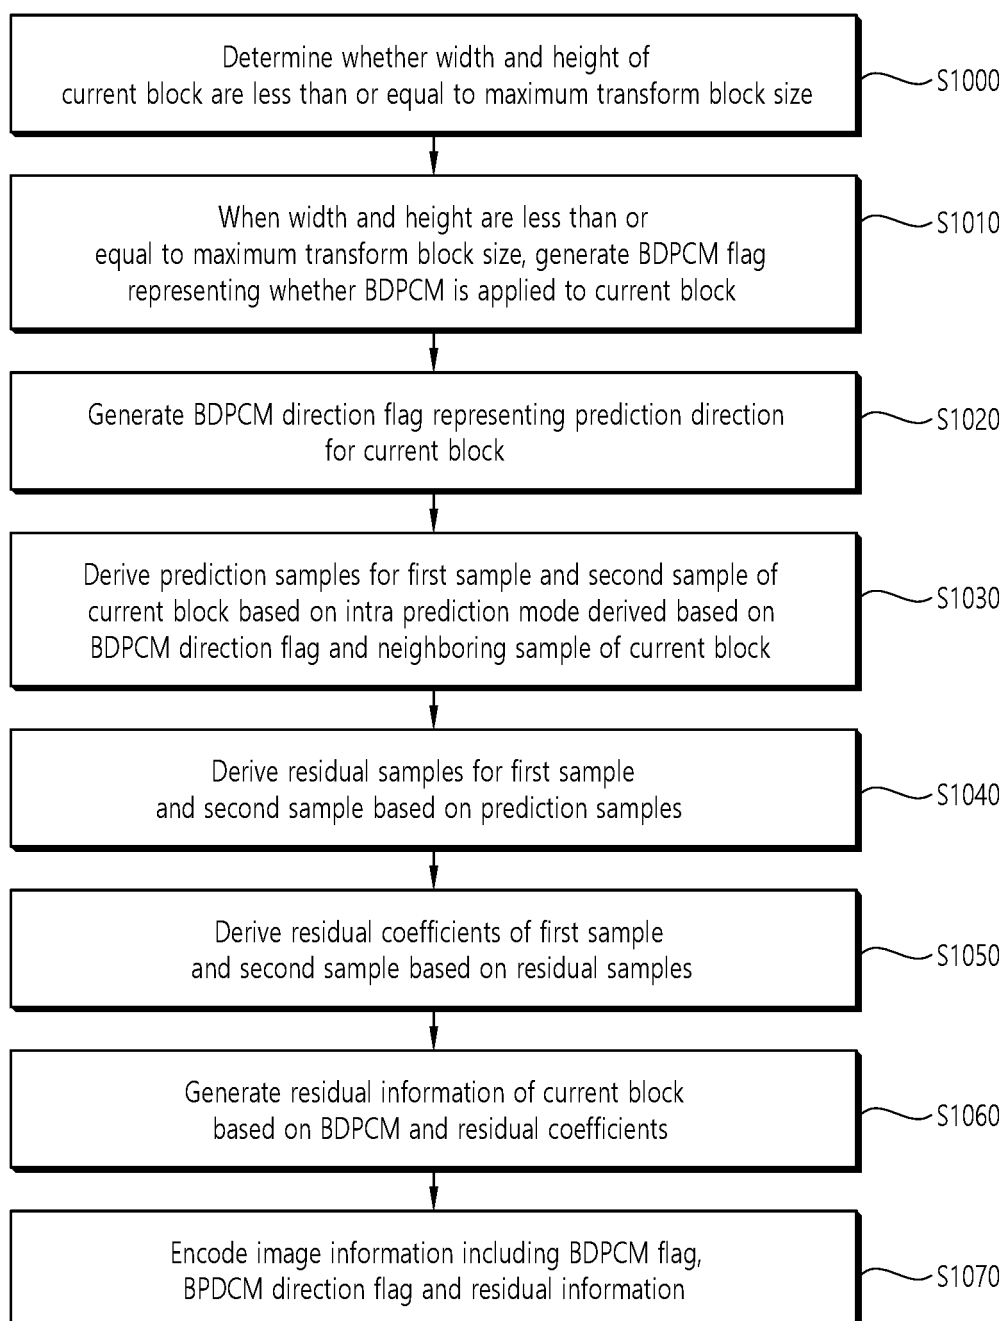 Determine whether width and height of
current block are less than or equal to maximum transform block size
S1000
When width and height are less than or
equal to maximum transform block size, generate BDPCM flag
representing whether BDPCM is applied to current block
S1010
Generate BDPCM direction flag representing prediction direction
for current block
S1020
Derive prediction samples for first sample and second sample of
current block based on intra prediction mode derived based on
BDPCM direction flag and neighboring sample of current block
S1030
Derive residual samples for first sample
and second sample based on prediction samples
S1040
Derive residual coefficients of first sample
and second sample based on residual samples
S1050
Generate residual information of current block
based on BDPCM and residual coefficients
S1060
Encode image information including BDPCM flag,
BPDCM direction flag and residual information
S1070